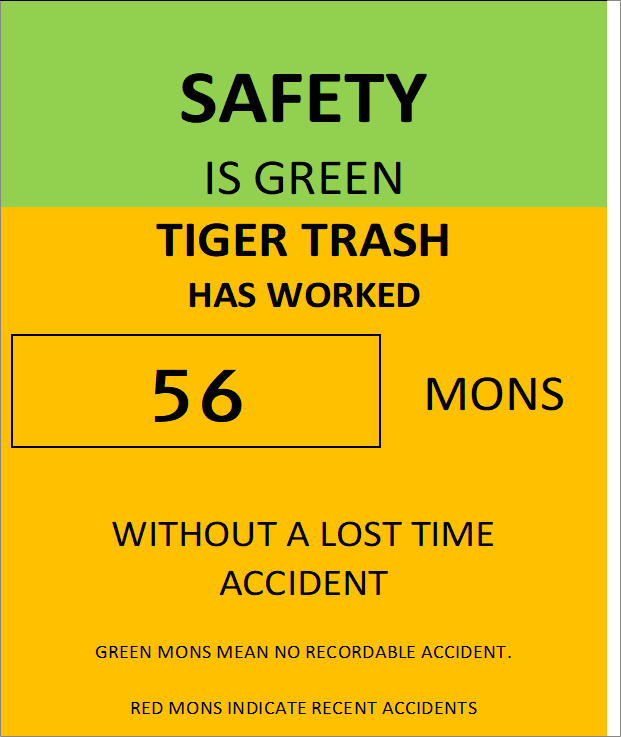 SAFETY
IS GREEN
TIGER TRASH
HAS WORKED
56 MONS
WITHOUT A LOST TIME
ACCIDENT
GREEN MONS MEAN NO RECORDABLE ACCIDENT.
RED MONS INDICATE RECENT ACCIDENTS